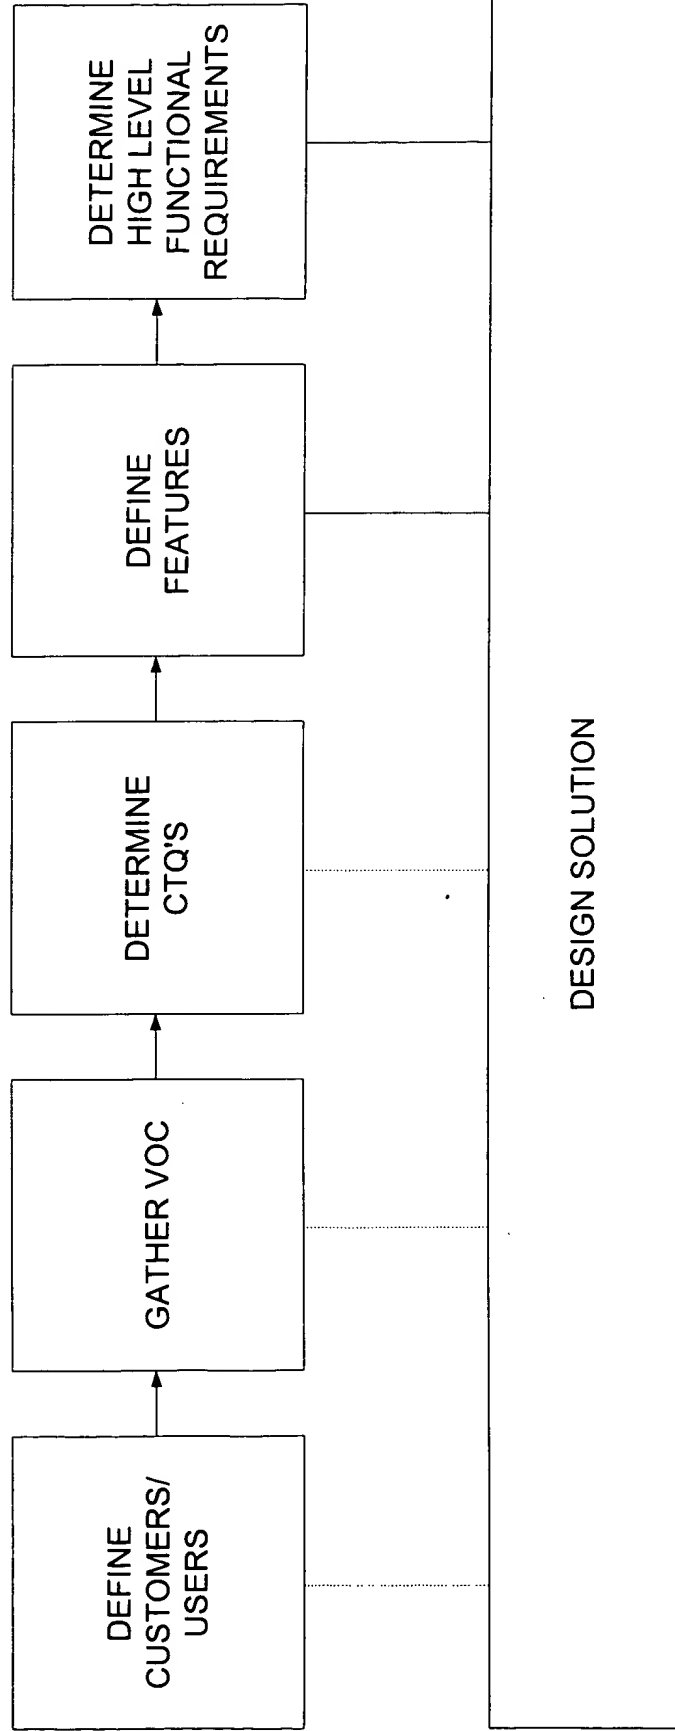 DEFINE
CUSTOMERS/
USERS
GATHER VOC
DETERMINE
CTQ'S
DEFINE
FEATURES
DETERMINE
HIGH LEVEL
FUNCTIONAL
REQUIREMENTS
DESIGN SOLUTION